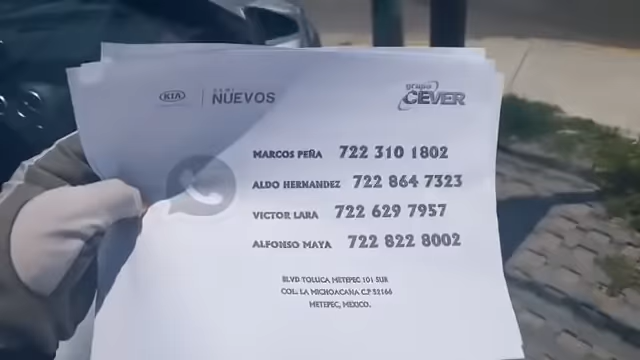 KIA SEMI NUEVOS grupo CEVER
MARCOS PEÑA 722 310 1802
ALDO HERNANDEZ 722 864 7323
VICTOR LARA 722 629 7957
ALFONSO MAYA 722 822 8002
BLVD TOLUCA METEPEC 101 SUR
COL. LA MICHOACANA C.P 52166
METEPEC, MEXICO.